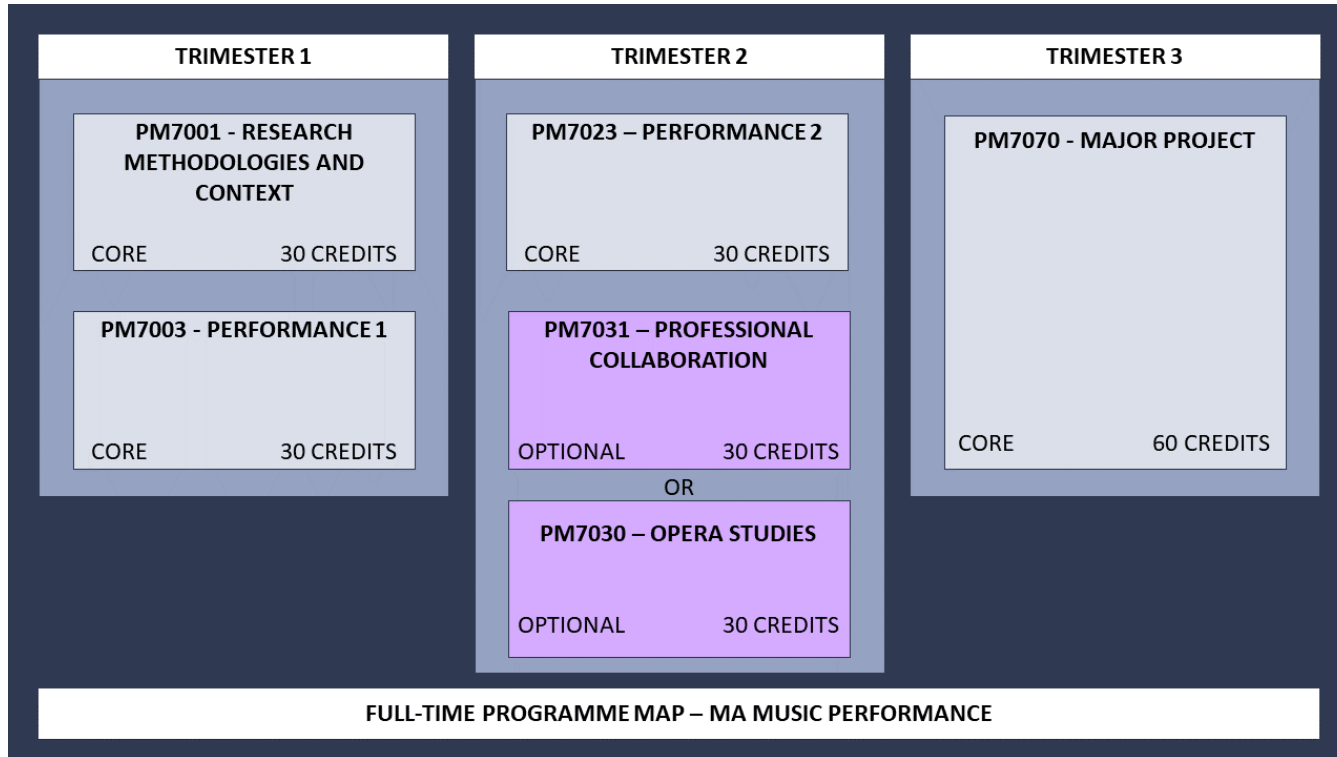 TRIMESTER 1
PM7001 - RESEARCH
METHODOLOGIES AND
CONTEXT
CORE 30 CREDITS
PM7003 - PERFORMANCE 1
CORE 30 CREDITS
TRIMESTER 2
PM7023 – PERFORMANCE 2
CORE 30 CREDITS
PM7031 – PROFESSIONAL
COLLABORATION
OPTIONAL 30 CREDITS
OR
PM7030 – OPERA STUDIES
OPTIONAL 30 CREDITS
TRIMESTER 3
PM7070 - MAJOR PROJECT
CORE 60 CREDITS
FULL-TIME PROGRAMME MAP – MA MUSIC PERFORMANCE